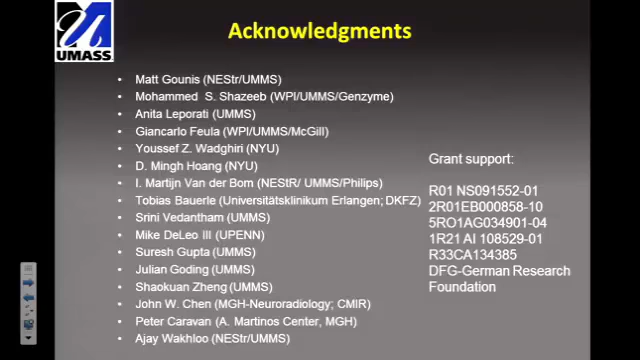 Acknowledgments
UMASS
Matt Gounis (NEStr/UMMS)
Mohammed S. Shazeeb (WPI/UMMS/Genzyme)
Anita Leporati (UMMS)
Giancarlo Feula (WPI/UMMS/McGill)
Youssef Z. Wadghiri (NYU)
D. Mingh Hoang (NYU)
I. Martijn Van der Bom (NEStR/ UMMS/Philips)
Tobias Bauerle (Universitätsklinikum Erlangen; DKFZ)
Srini Vedantham (UMMS)
Mike DeLeo III (UPENN)
Suresh Gupta (UMMS)
Julian Goding (UMMS)
Shaokuan Zheng (UMMS)
John W. Chen (MGH-Neuroradiology; CMIR)
Peter Caravan (A. Martinos Center, MGH)
Ajay Wakhloo (NEStr/UMMS)
Grant support:
R01 NS091552-01
2R01EB000858-10
5RO1AG034901-04
1R21 AI 108529-01
R33CA134385
DFG-German Research
Foundation